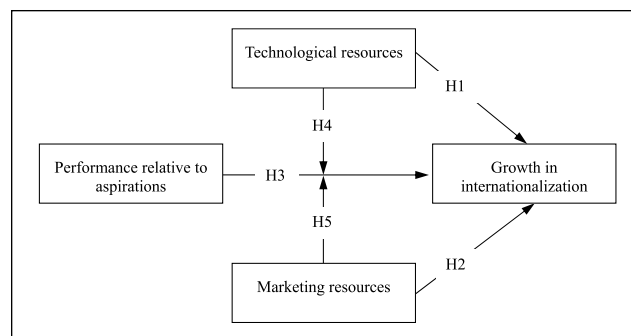 Technological resources
H1
H4
Performance relative to
aspirations
H3
Growth in
internationalization
H5
H2
Marketing resources